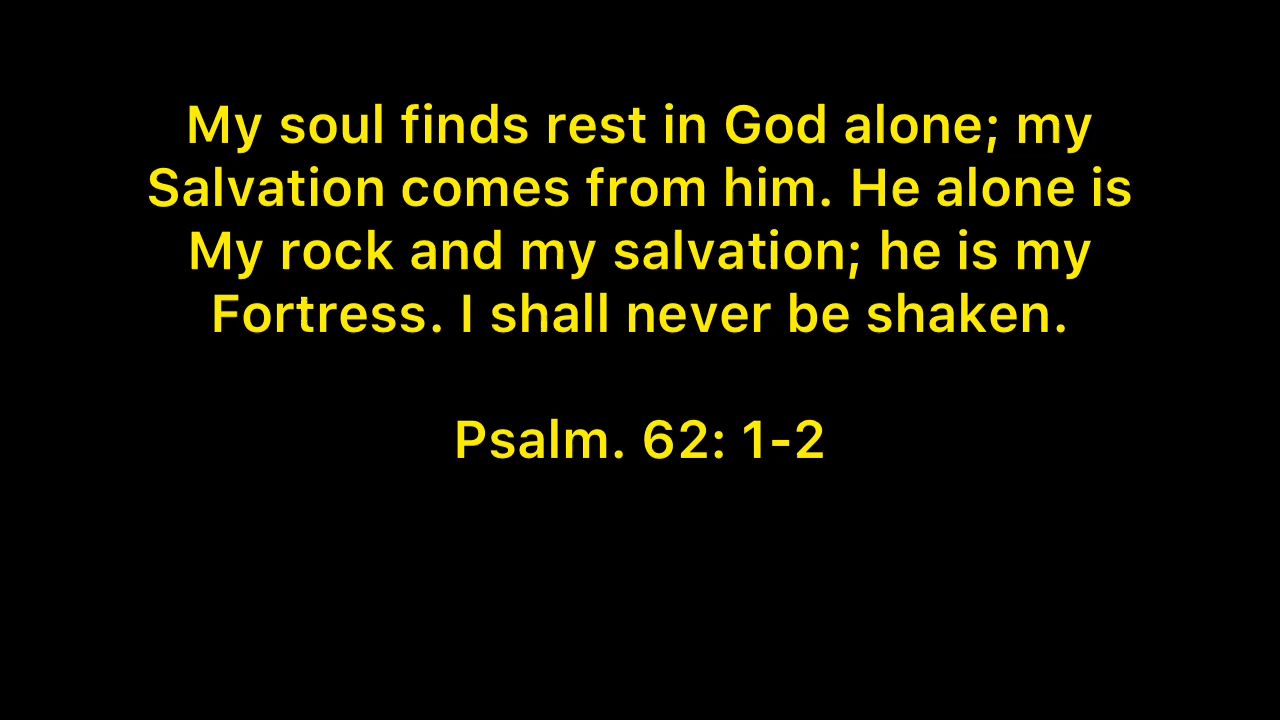 My soul finds rest in God alone; my
Salvation comes from him. He alone is
My rock and my salvation; he is my
Fortress. I shall never be shaken.
Psalm. 62: 1-2